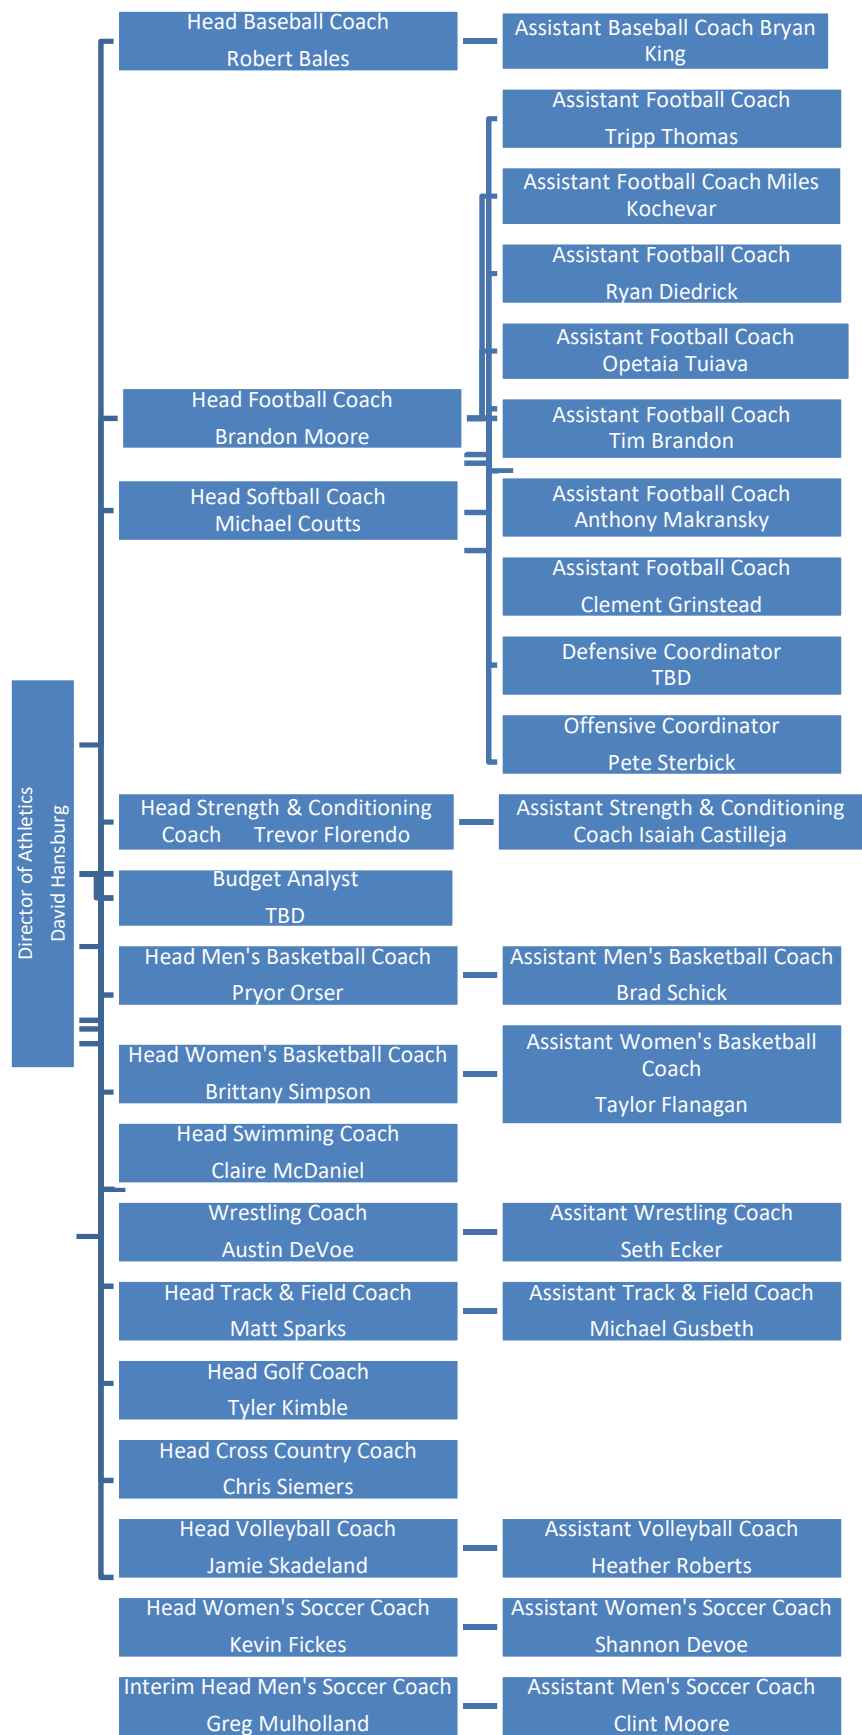 Head Baseball Coach
Robert Bales
Assistant Baseball Coach Bryan
King
Assistant Football Coach
Tripp Thomas
Assistant Football Coach Miles
Kochevar
Assistant Football Coach
Ryan Diedrick
Assistant Football Coach
Opetaia Tuiava
Head Football Coach
Brandon Moore
Assistant Football Coach
Tim Brandon
Head Softball Coach
Michael Coutts
Assistant Football Coach
Anthony Makransky
Assistant Football Coach
Clement Grinstead
Defensive Coordinator
TBD
Offensive Coordinator
Pete Sterbick
Director of Athletics
David Hansburg
Head Strength & Conditioning
Coach Trevor Florendo
Assistant Strength & Conditioning
Coach Isaiah Castilleja
Budget Analyst
TBD
Head Men's Basketball Coach
Pryor Orser
Assistant Men's Basketball Coach
Brad Schick
Head Women's Basketball Coach
Brittany Simpson
Assistant Women's Basketball
Coach
Taylor Flanagan
Head Swimming Coach
Claire McDaniel
Wrestling Coach
Austin DeVoe
Assitant Wrestling Coach
Seth Ecker
Head Track & Field Coach
Matt Sparks
Assistant Track & Field Coach
Michael Gusbeth
Head Golf Coach
Tyler Kimble
Head Cross Country Coach
Chris Siemers
Head Volleyball Coach
Jamie Skadeland
Assistant Volleyball Coach
Heather Roberts
Head Women's Soccer Coach
Kevin Fickes
Assistant Women's Soccer Coach
Shannon Devoe
Interim Head Men's Soccer Coach
Greg Mulholland
Assistant Men's Soccer Coach
Clint Moore